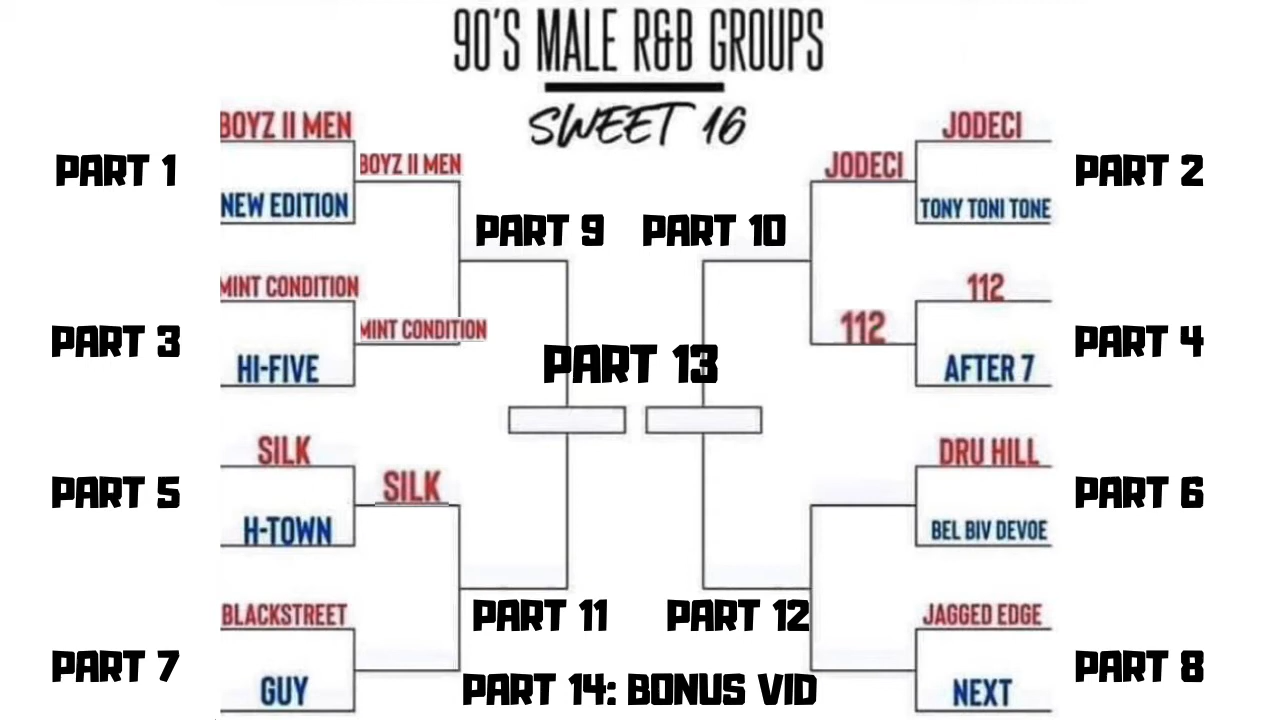 90'S MALE R&B GROUPS
SWEET 16
BOYZ II MEN
JODECI
PART 1
BOYZ II MEN
JODECI
PART 2
NEW EDITION
TONY TONI TONE
PART 9
PART 10
MINT CONDITION
112
PART 3
MINT CONDITION
112
PART 4
HI-FIVE
PART 13
AFTER 7
SILK
DRU HILL
PART 5
SILK
PART 6
H-TOWN
BEL BIV DEVOE
BLACKSTREET
PART 11
PART 12
JAGGED EDGE
PART 7
PART 8
GUY
PART 14: BONUS VID
NEXT